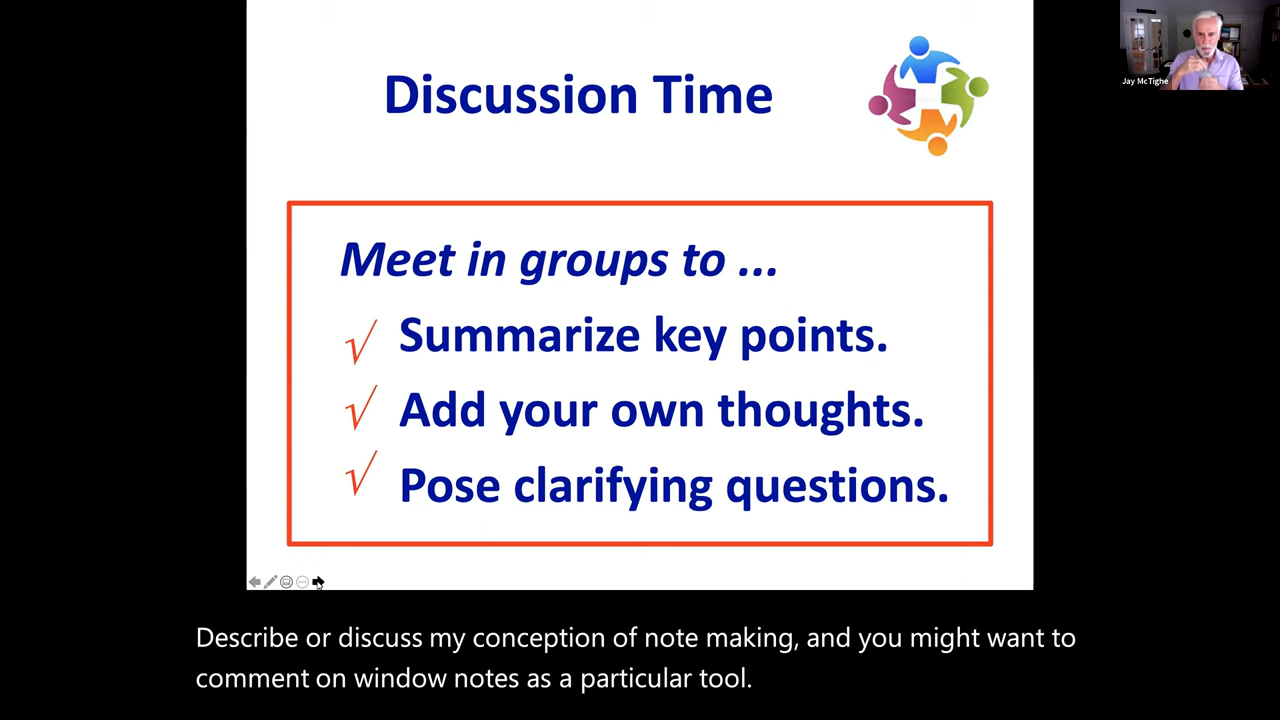 Discussion Time
Jay McTighe
Meet in groups to ...
√ Summarize key points.
√ Add your own thoughts.
√ Pose clarifying questions.
Describe or discuss my conception of note making, and you might want to
comment on window notes as a particular tool.